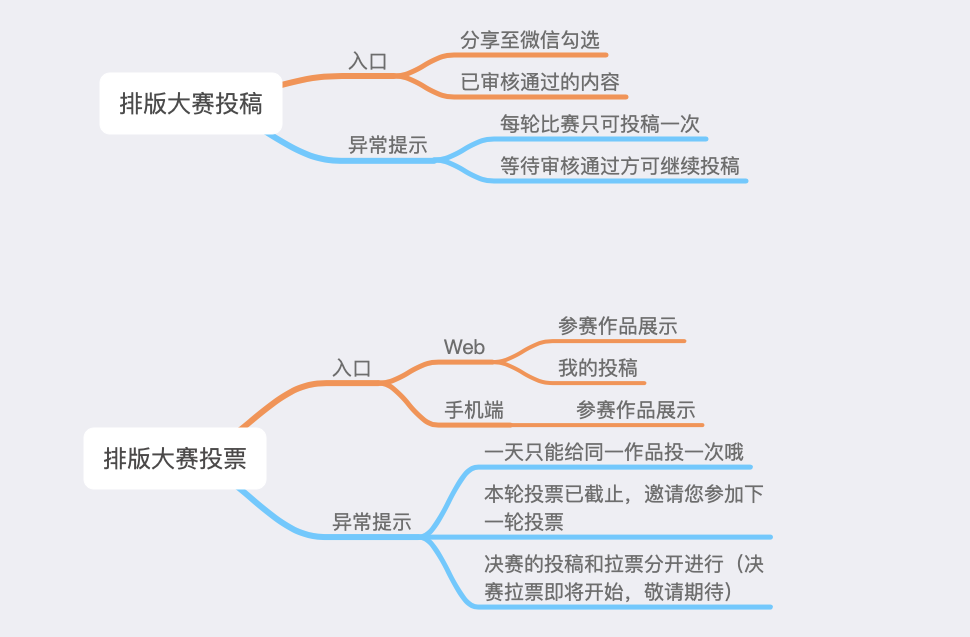 排版大赛投稿
入口
分享至微信勾选
已审核通过的内容
异常提示
每轮比赛只可投稿一次
等待审核通过方可继续投稿
排版大赛投票
入口
Web
参赛作品展示
我的投稿
手机端
参赛作品展示
异常提示
一天只能给同一作品投一次哦
本轮投票已截止，邀请您参加下
一轮投票
决赛的投稿和拉票分开进行（决
赛拉票即将开始，敬请期待）